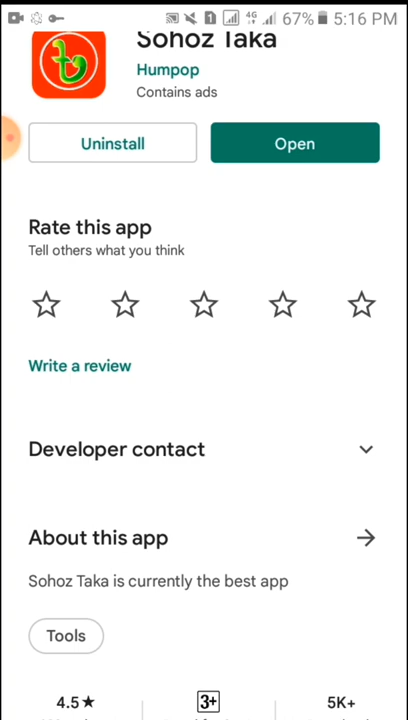 67% 5:16 PM
4G
1
Sohoz Taka
Humpop
Contains ads
Uninstall
Open
Rate this app
Tell others what you think
Write a review
Developer contact
About this app
Sohoz Taka is currently the best app
Tools
4.5★
3+
5K+